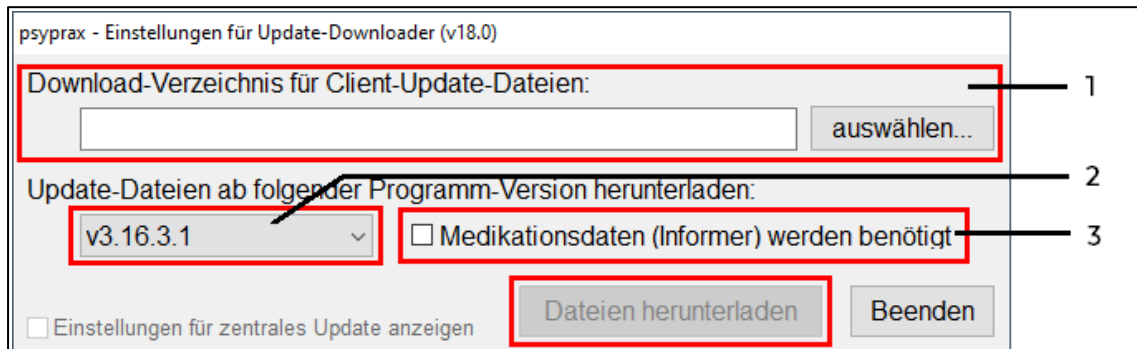 psyprax - Einstellungen für Update-Downloader (v18.0)
Download-Verzeichnis für Client-Update-Dateien:
1
auswählen...
Update-Dateien ab folgender Programm-Version herunterladen:
2
v3.16.3.1
Medikationsdaten (Informer) werden benötigt
3
Dateien herunterladen
Beenden
Einstellungen für zentrales Update anzeigen